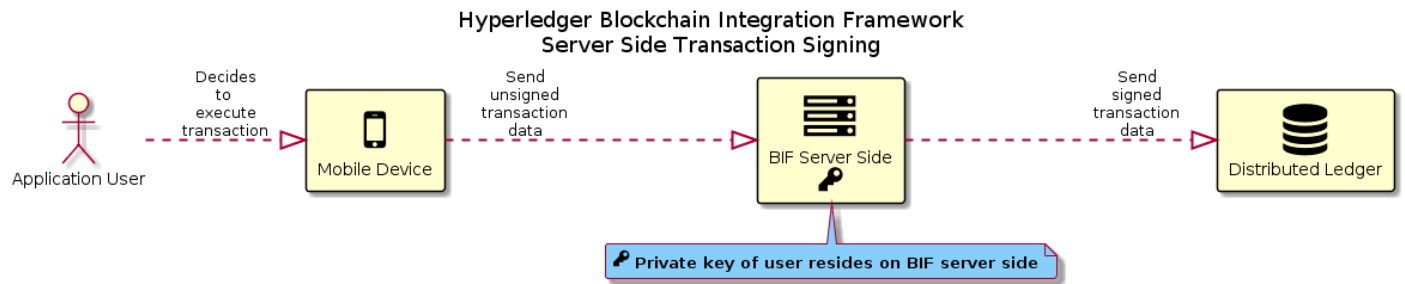 Hyperledger Blockchain Integration Framework
Server Side Transaction Signing
Decides
to
execute
transaction
Send
unsigned
transaction
data
Send
signed
transaction
data
Application User
Mobile Device
BIF Server Side
Distributed Ledger
Private key of user resides on BIF server side